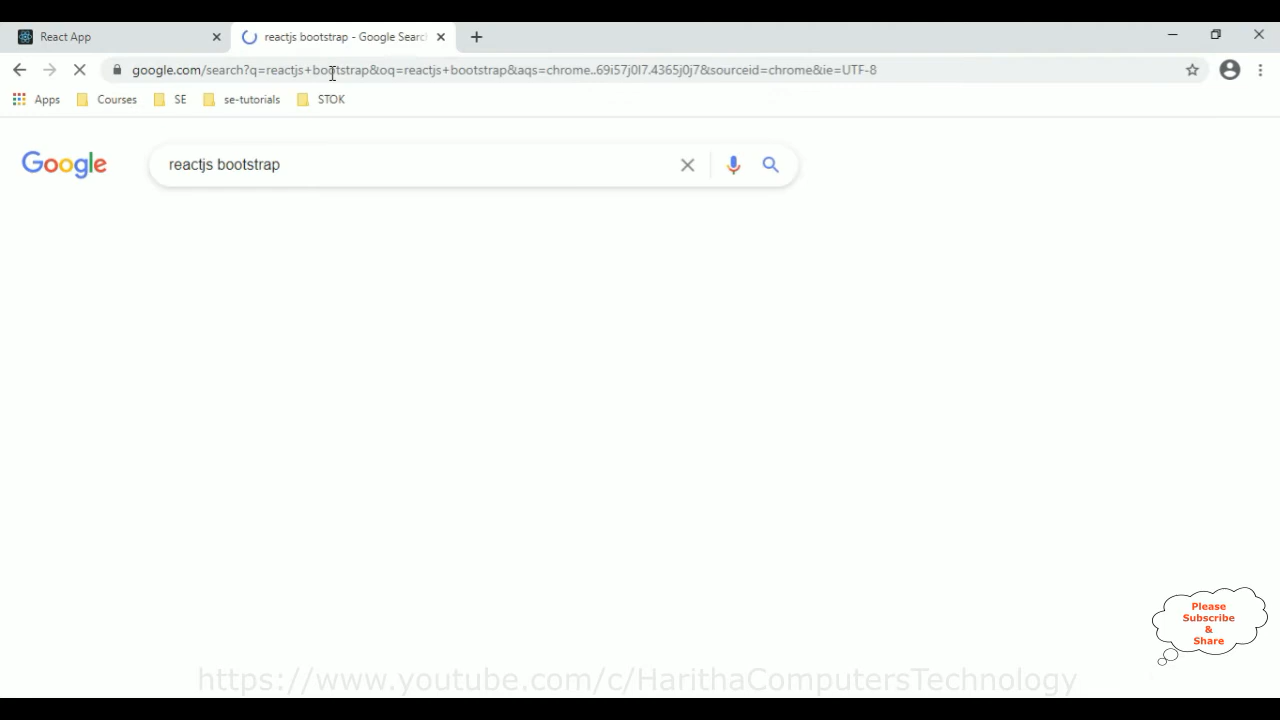 React App
reactjs bootstrap - Google Search
google.com/search?q=reactjs+bootstrap&oq=reactjs+bootstrap&aqs=chrome..69i57j0l7.4365j0j7&sourceid=chrome&ie=UTF-8
Apps Courses SE se-tutorials STOK
Google
reactjs bootstrap
Please
Subscribe
&
Share
https://www.youtube.com/c/HarithaComputersTechnology